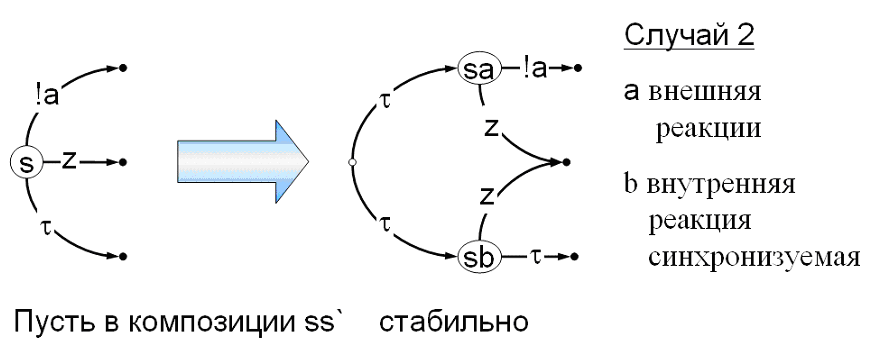 !a
s
z
τ
τ
τ
sa
!a
z
z
sb
τ
Случай 2
a внешняя
реакции
b внутренняя
реакция
синхронизуемая
Пусть в композиции ss` стабильно